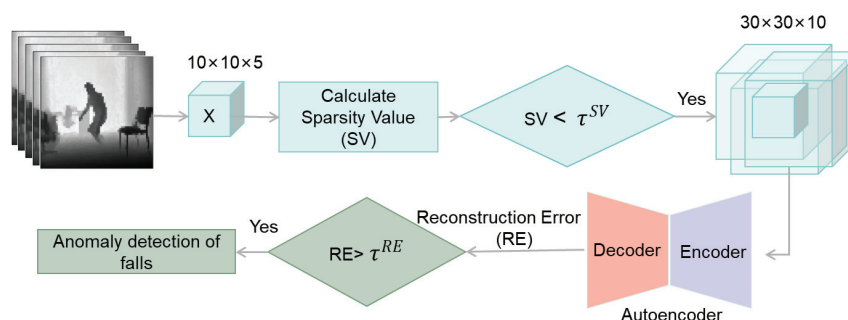 10×10×5
X
Calculate
Sparsity Value
(SV)
SV < τ^SV
Yes
30×30×10
Encoder
Decoder
Autoencoder
Reconstruction Error
(RE)
RE> τ^RE
Yes
Anomaly detection of
falls